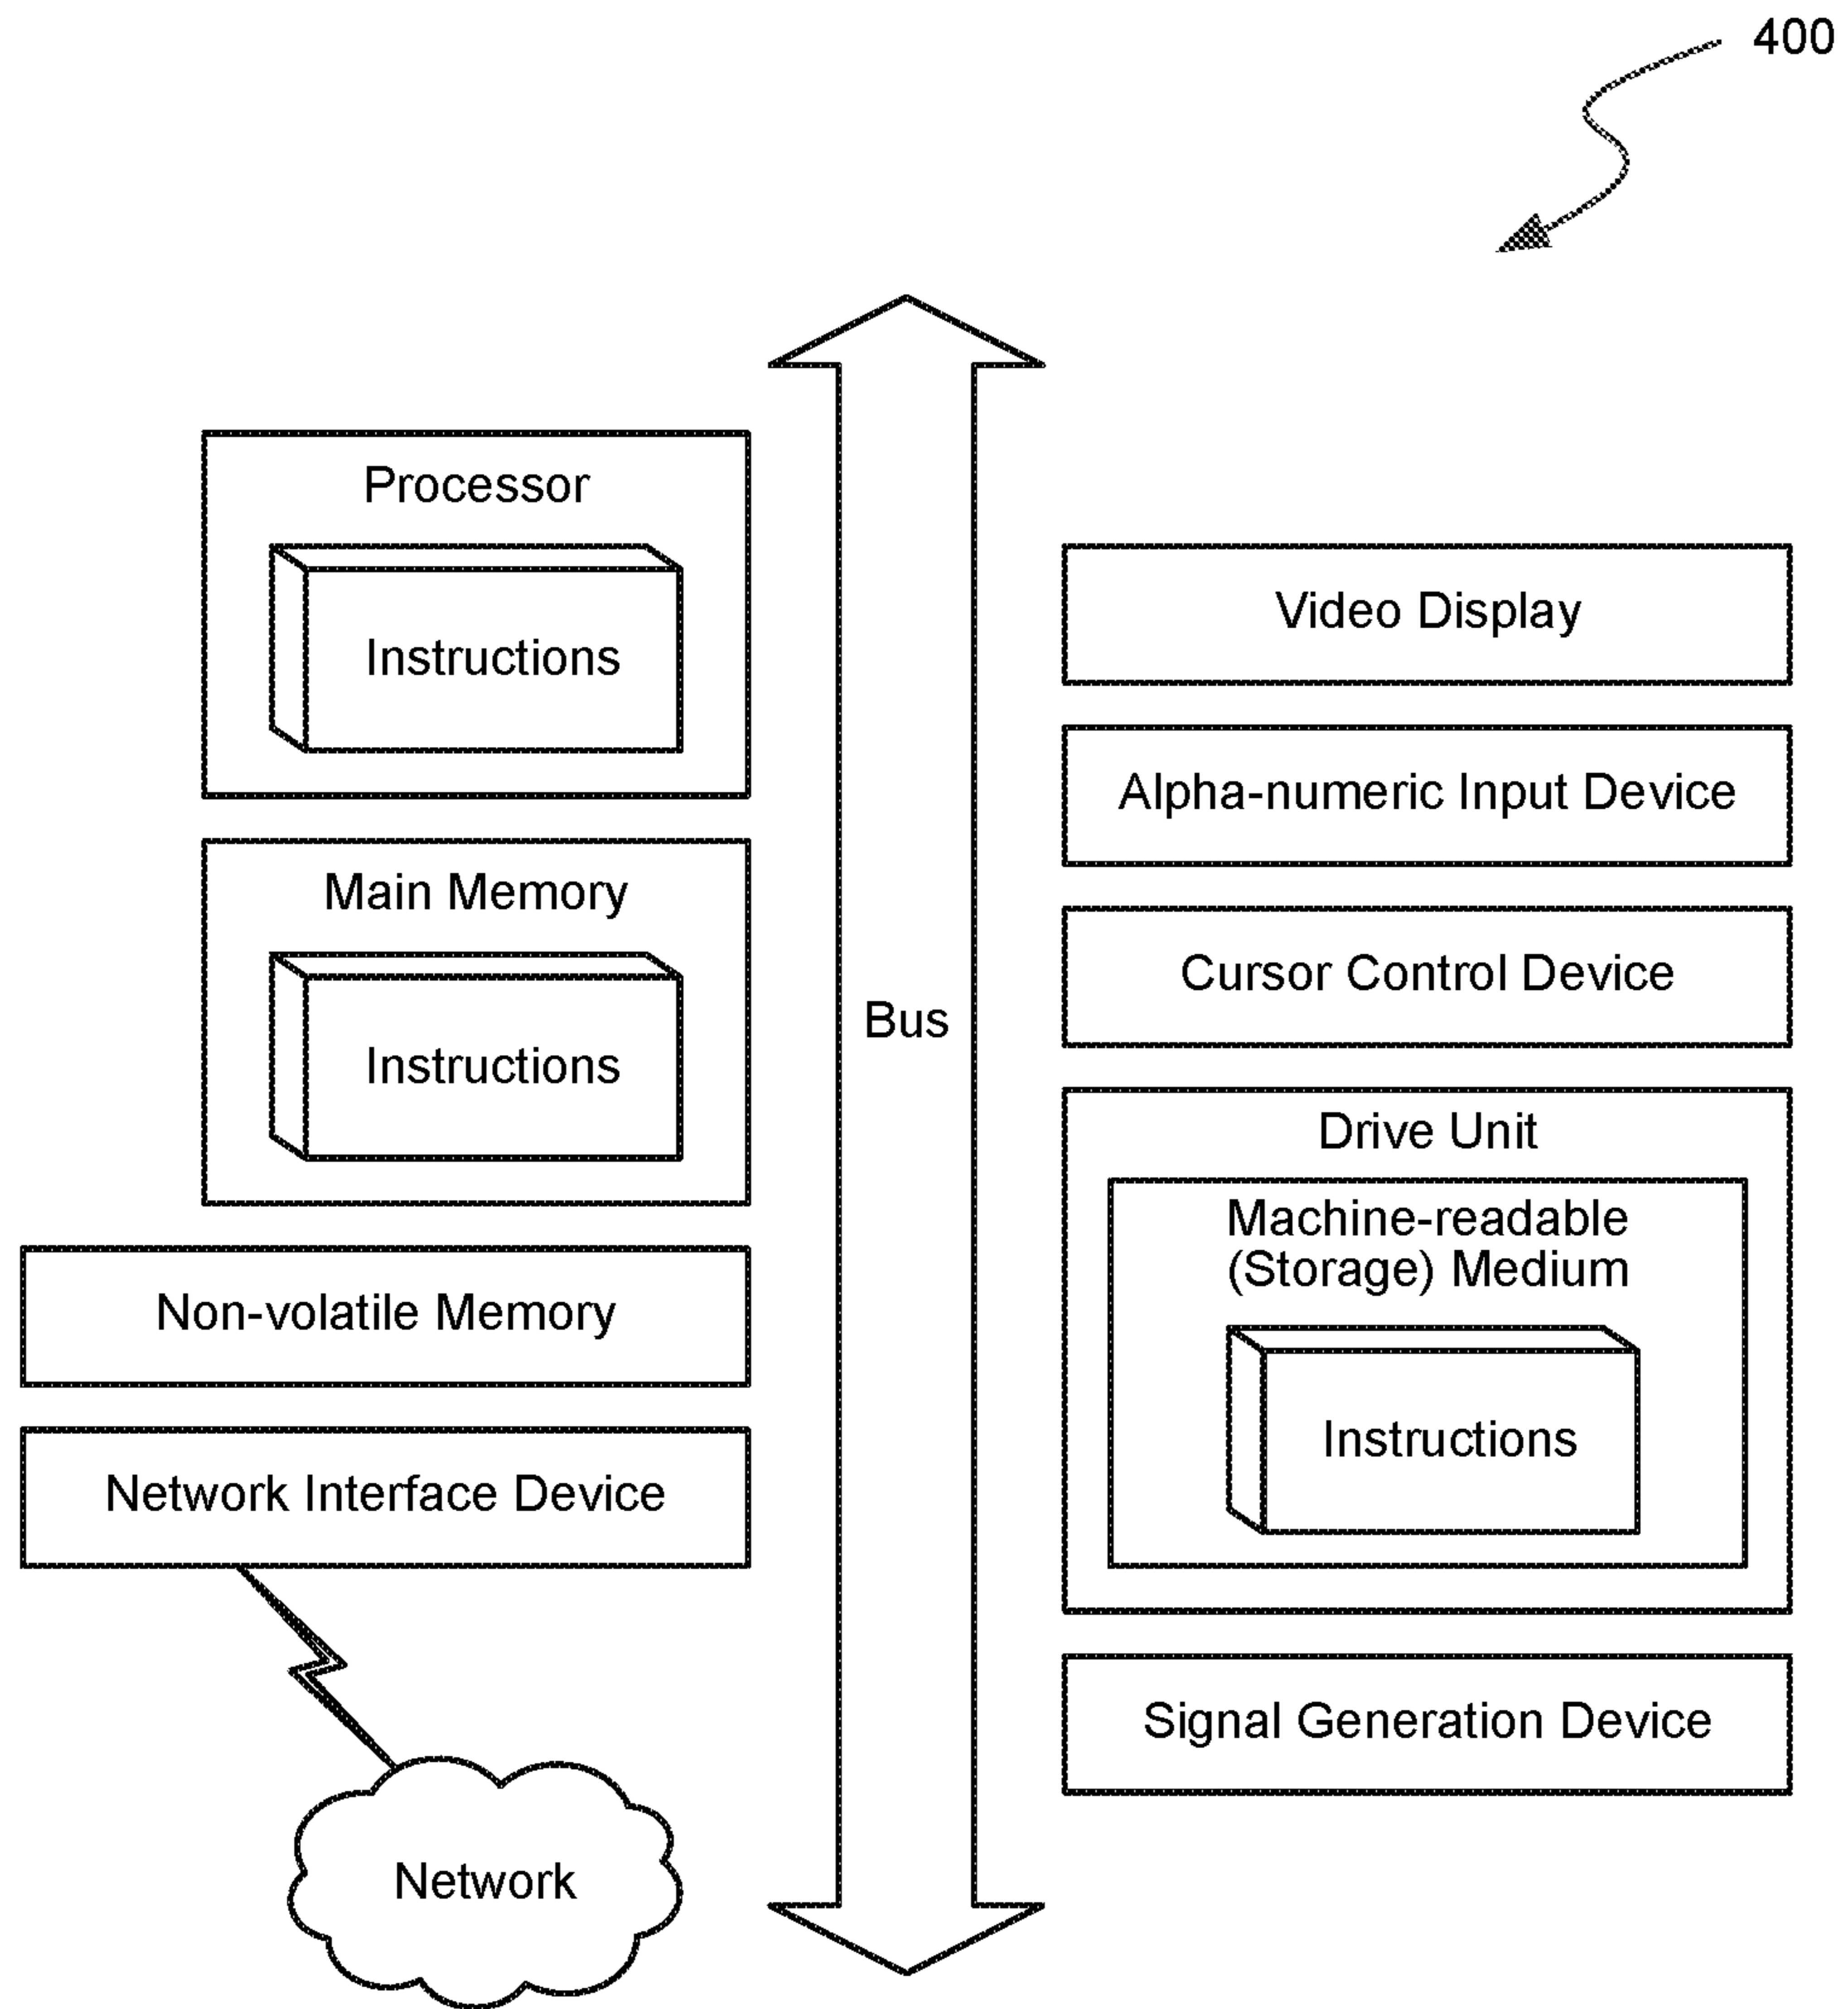 400
Processor
Instructions
Main Memory
Instructions
Non-volatile Memory
Network Interface Device
Network
Bus
Video Display
Alpha-numeric Input Device
Cursor Control Device
Drive Unit
Machine-readable
(Storage) Medium
Instructions
Signal Generation Device